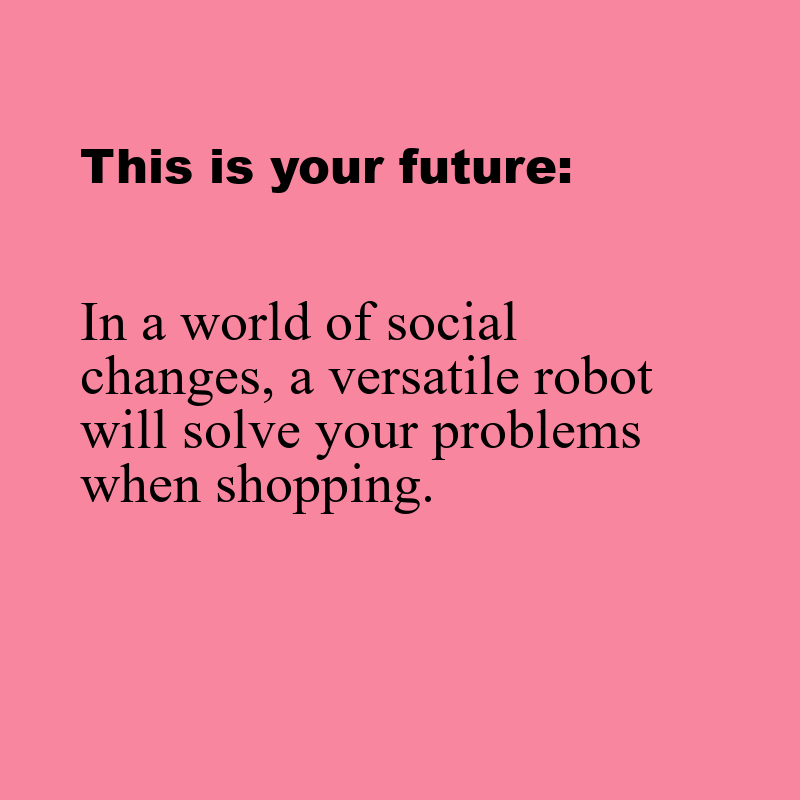 This is your future:
In a world of social
changes, a versatile robot
will solve your problems
when shopping.